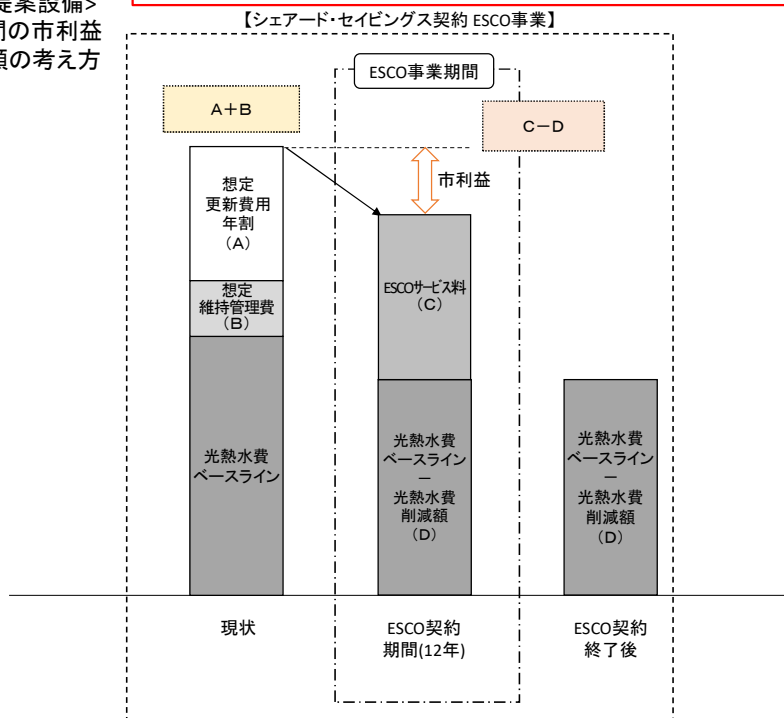 提案設備>
間の市利益
額の考え方
【シェアード・セイビングス契約 ESCO事業】
ESCO事業期間
A+B
C-D
市利益
想定
更新費用
年割
(A)
想定
維持管理費
(B)
光熱水費
ベースライン
ESCOサービス料
(C)
光熱水費
ベースライン
-
光熱水費
削減額
(D)
光熱水費
ベースライン
-
光熱水費
削減額
(D)
現状
ESCO契約
期間(12年)
ESCO契約
終了後